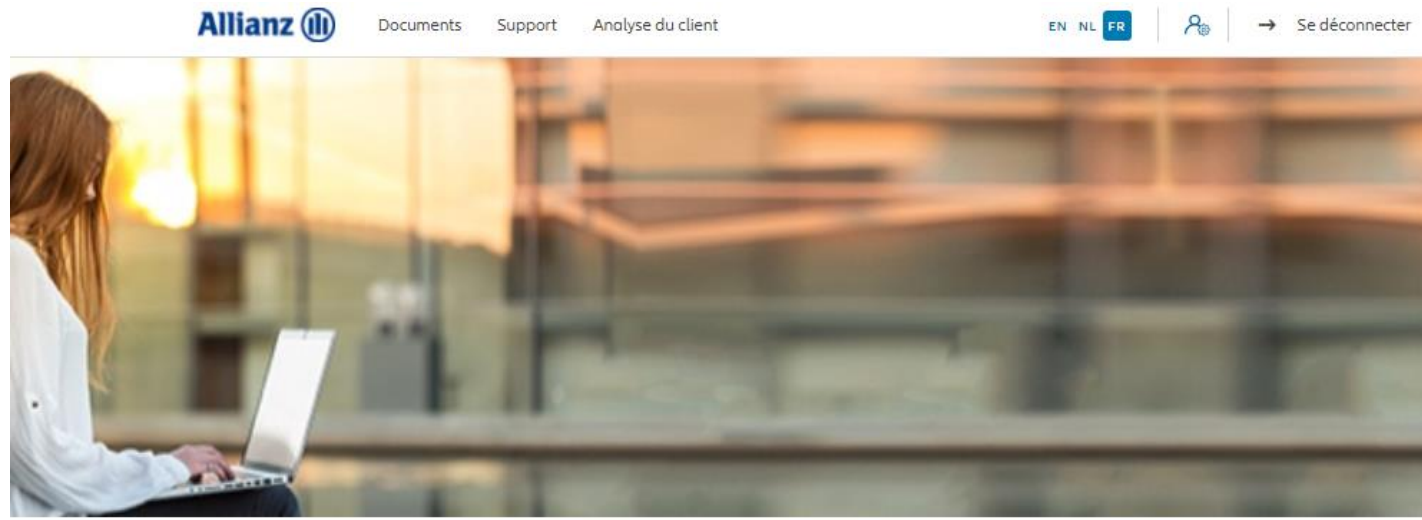 Allianz Documents Support Analyse du client EN NL FR → Se déconnecter